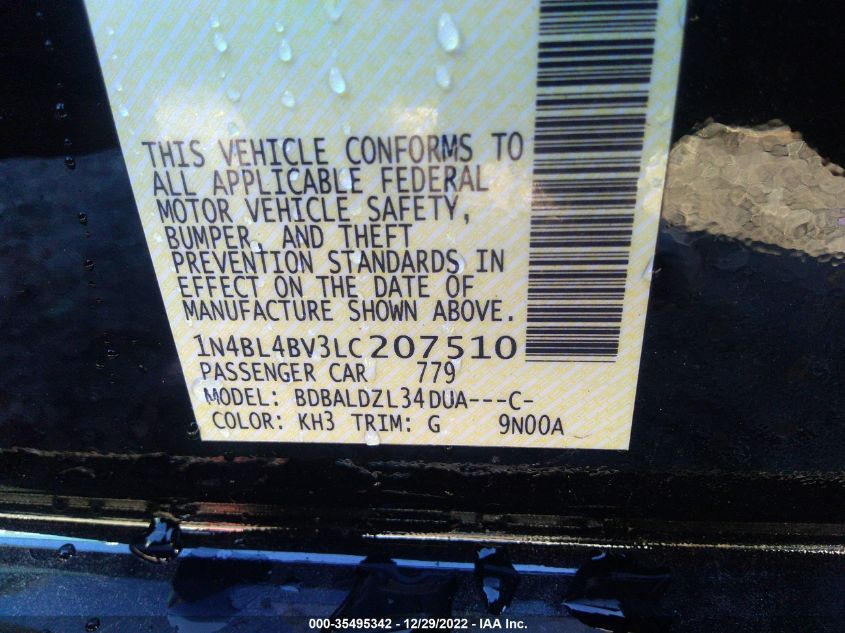 THIS VEHICLE CONFORMS TO
ALL APPLICABLE FEDERAL
MOTOR VEHICLE SAFETY,
BUMPER, AND THEFT
PREVENTION STANDARDS IN
EFFECT ON THE DATE OF
MANUFACTURE SHOWN ABOVE.
1N4BL4BV3LC207510
PASSENGER CAR 779
MODEL: BDBALDZL34DUA---C-
COLOR: KH3 TRIM: G 9N00A
000-35495342 - 12/29/2022 - IAA Inc.